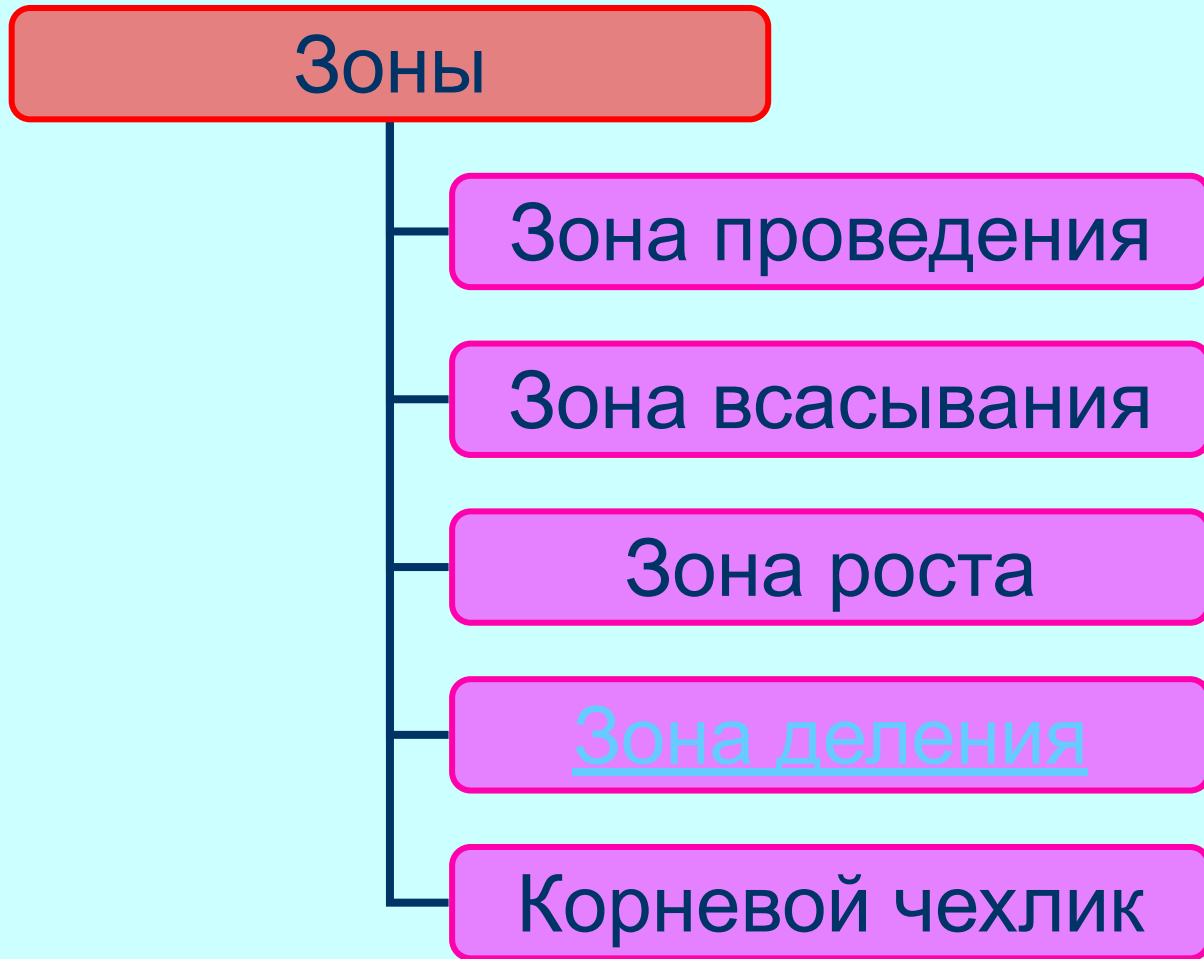 Зоны
Зона проведения
Зона всасывания
Зона роста
Зона деления
Корневой чехлик